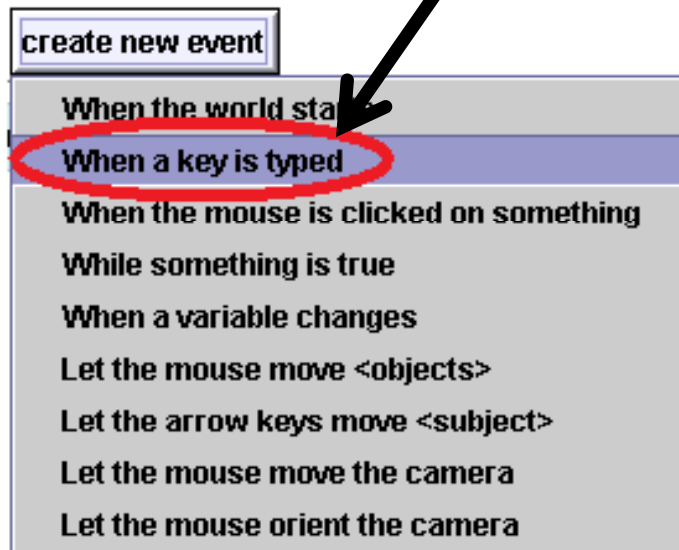 create new event
When the world sta
When a key is typed
When the mouse is clicked on something
While something is true
When a variable changes
Let the mouse move <objects>
Let the arrow keys move <subject>
Let the mouse move the camera
Let the mouse orient the camera